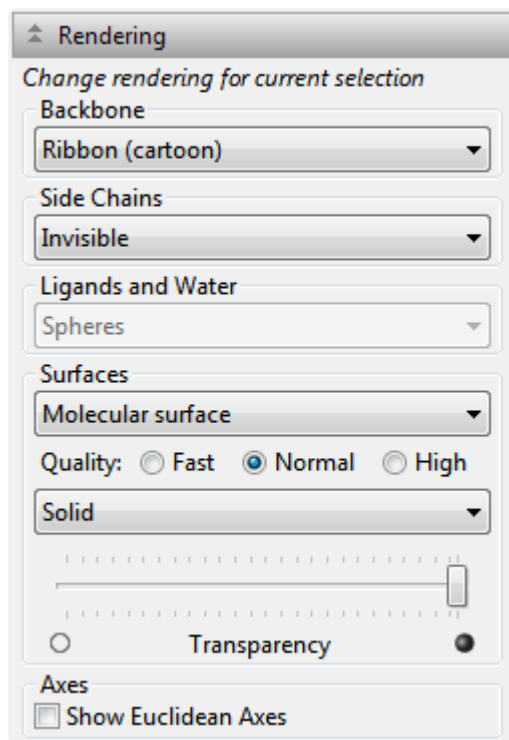 Rendering
Change rendering for current selection
Backbone
Ribbon (cartoon)
Side Chains
Invisible
Ligands and Water
Spheres
Surfaces
Molecular surface
Quality: Fast Normal High
Solid
Transparency
Axes
Show Euclidean Axes